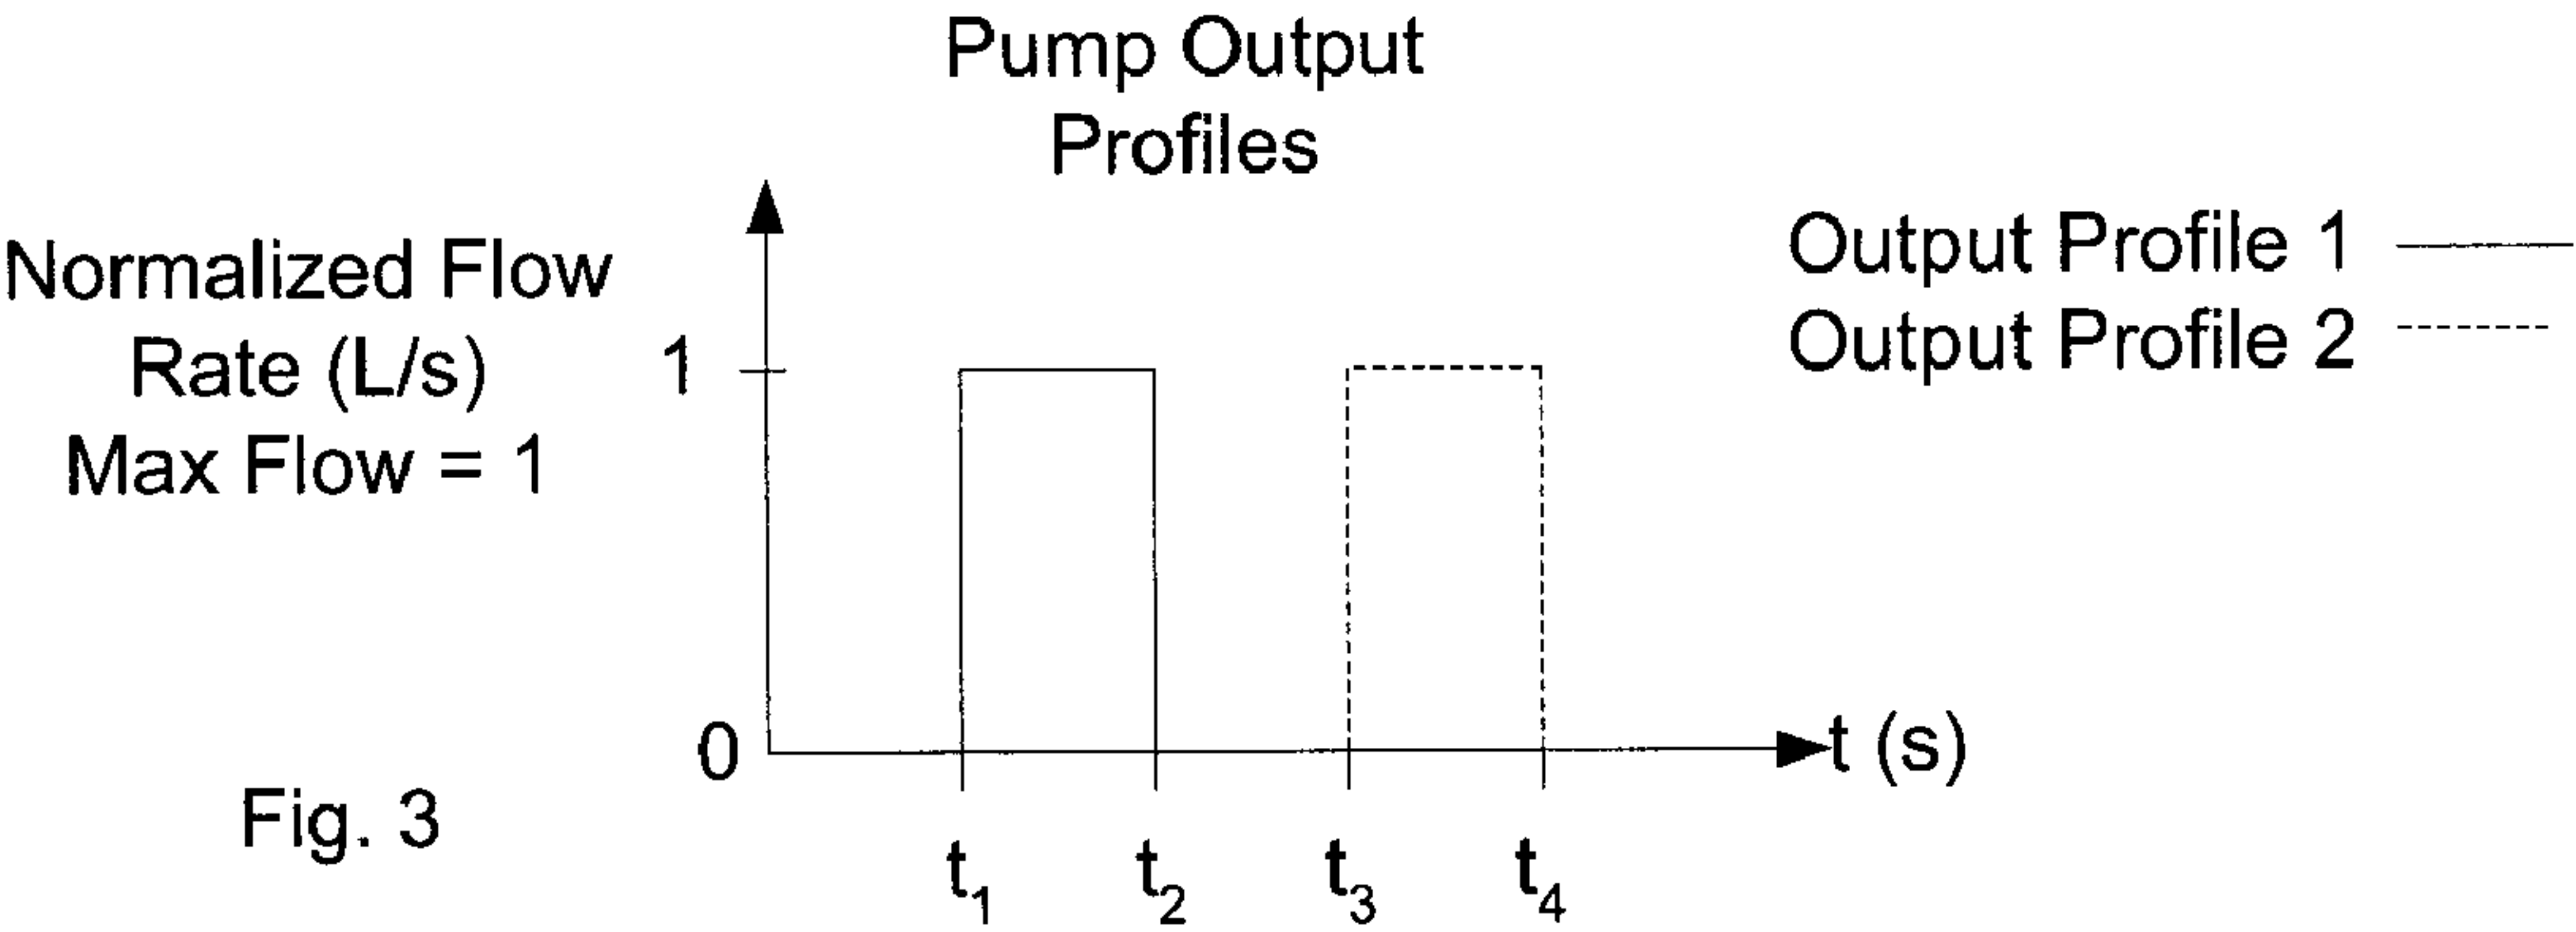 Pump Output
Profiles
Normalized Flow
Rate (L/s)
Max Flow = 1
Output Profile 1
Output Profile 2
1
0
t (s)
t₁ t₂ t₃ t₄
Fig. 3